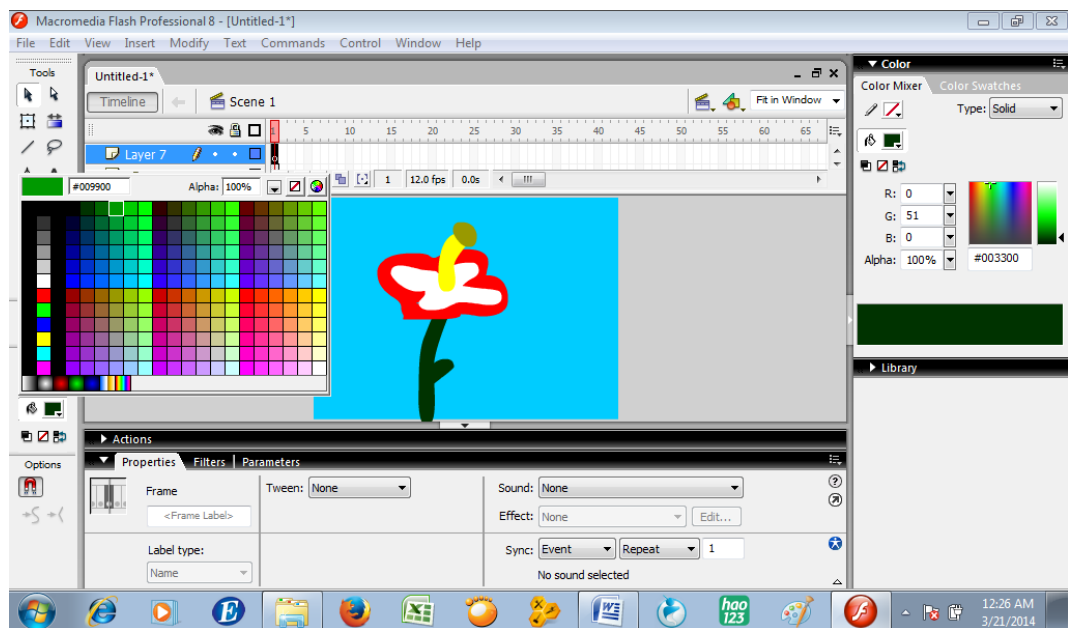 Macromedia Flash Professional 8 - [Untitled-1*]
File Edit View Insert Modify Text Commands Control Window Help
Tools
Untitled-1*
Timeline Scene 1 Fit in Window
1 5 10 15 20 25 30 35 40 45 50 55 60 65
Layer 7
1 12.0 fps 0.0s
#009900 Alpha: 100%
Options
Actions
Properties Filters Parameters
Frame
<Frame Label>
Label type:
Name
Tween: None
Sound: None
Effect: None Edit...
Sync: Event Repeat 1
No sound selected
Color
Color Mixer Color Swatches
Type: Solid
R: 0
G: 51
B: 0
Alpha: 100% #003300
Library
hao
123
12:26 AM
3/21/2014